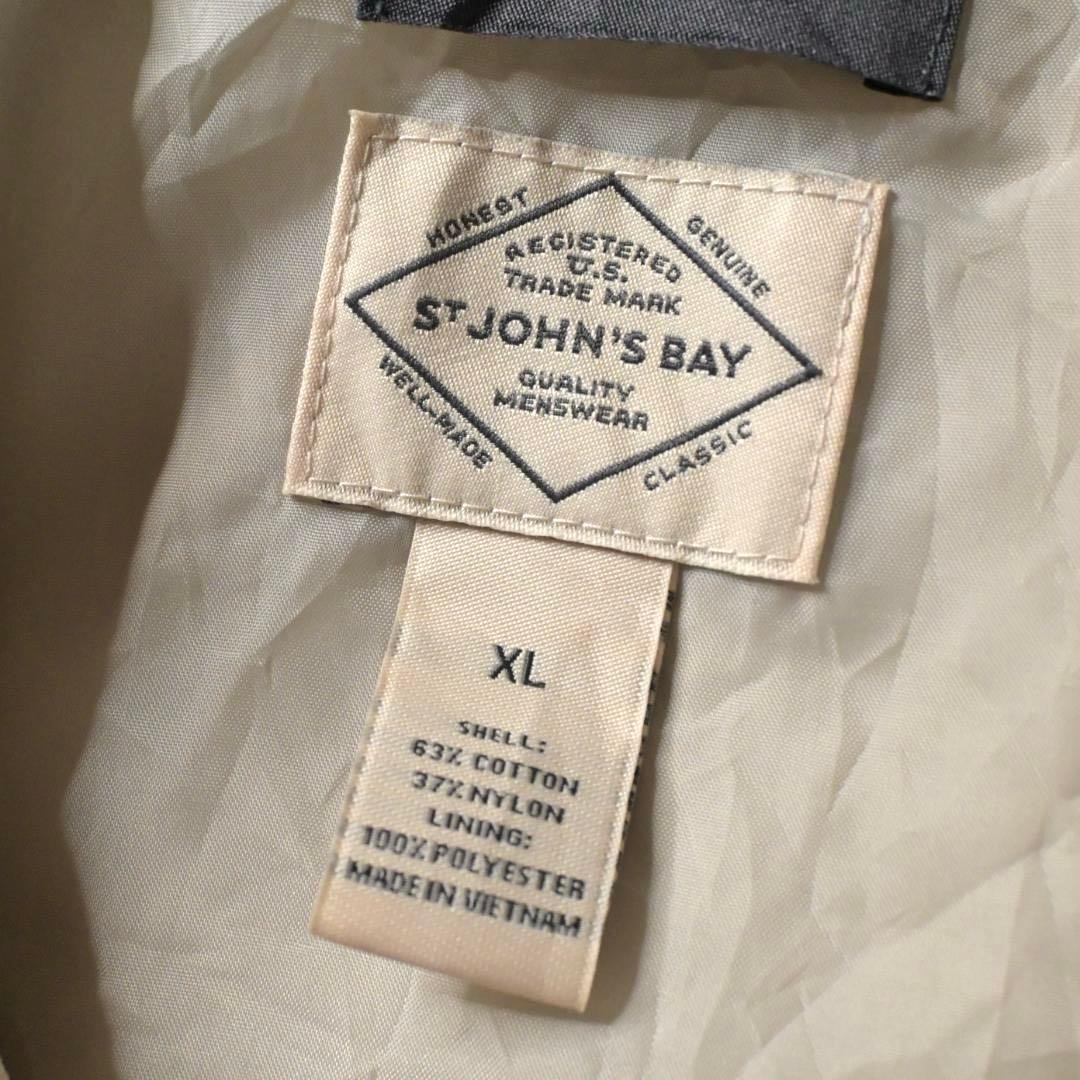 HONEST
GENUINE
REGISTERED
U.S.
TRADE MARK
ST JOHN'S BAY
QUALITY
MENSWEAR
WELL-MADE
CLASSIC
XL
SHELL:
63% COTTON
37% NYLON
LINING:
100% POLYESTER
MADE IN VIETNAM